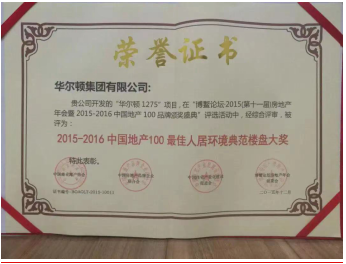 荣誉证书
华尔顿集团有限公司:
贵公司开发的“华尔顿1275”项目，在“博鳌论坛·2015(第十一届)房地产
年会暨2015-2016中国地产100品牌颁奖盛典”评选活动中，经综合评审，被
评为:
2015-2016 中国地产100 最佳人居环境典范楼盘大奖
特此表彰。